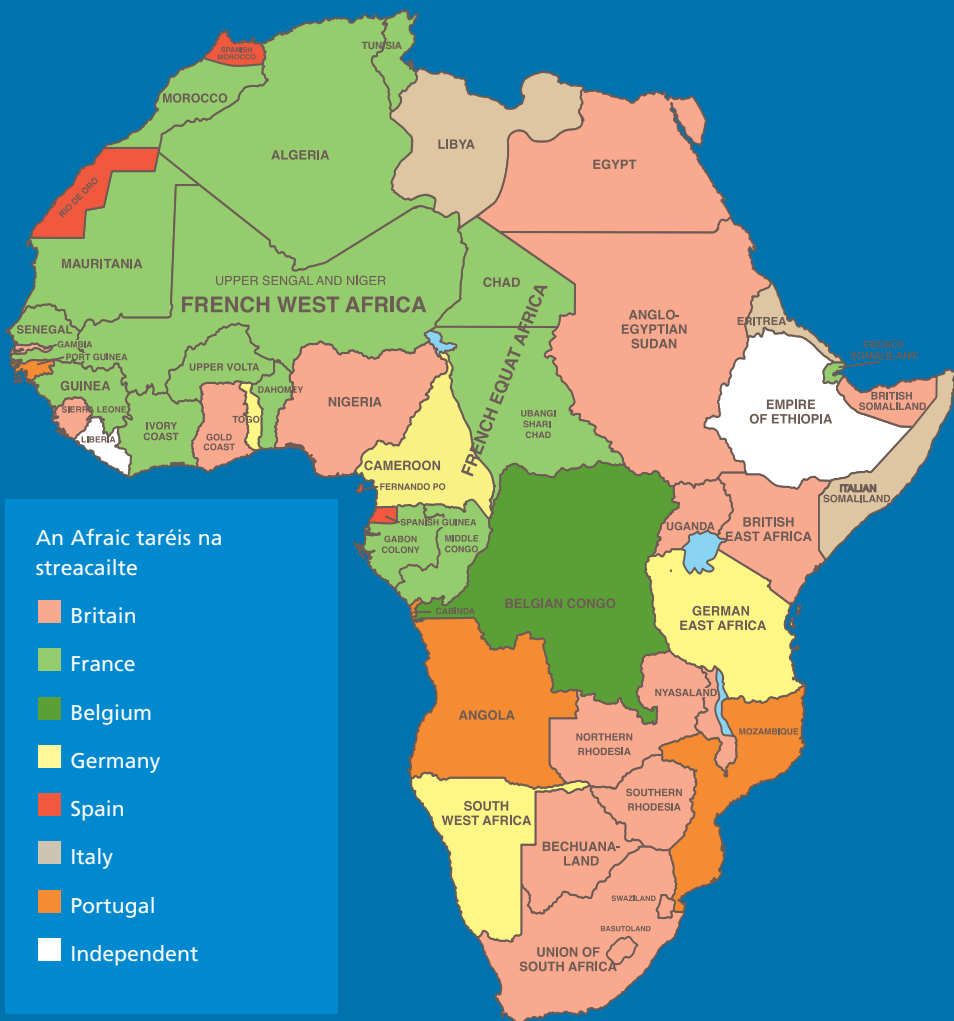 SPANISH
MOROCCO
TUNISIA
MOROCCO
ALGERIA
LIBYA
EGYPT
RIO DE ORO
MAURITANIA
UPPER SENGAL AND NIGER
FRENCH WEST AFRICA
CHAD
FRENCH EQUAT AFRICA
ANGLO-
EGYPTIAN
SUDAN
ERITREA
FRENCH
SOMALILAND
SENEGAL
GAMBIA
PORT GUINEA
GUINEA
SIERRA LEONE
LIBERIA
IVORY
COAST
UPPER VOLTA
GOLD
COAST
TOGO
DAHOMEY
NIGERIA
UBANGI
SHARI
CHAD
EMPIRE
OF ETHIOPIA
BRITISH
SOMALILAND
ITALIAN
SOMALILAND
CAMEROON
FERNANDO PO
SPANISH GUINEA
GABON
COLONY
MIDDLE
CONGO
UGANDA
BRITISH
EAST AFRICA
BELGIAN CONGO
CABINDA
GERMAN
EAST AFRICA
ANGOLA
NYASALAND
MOZAMBIQUE
NORTHERN
RHODESIA
SOUTHERN
RHODESIA
SOUTH
WEST AFRICA
BECHUANA-
LAND
SWAZILAND
BASUTOLAND
UNION OF
SOUTH AFRICA
An Afraic taréis na
streacailte
Britain
France
Belgium
Germany
Spain
Italy
Portugal
Independent